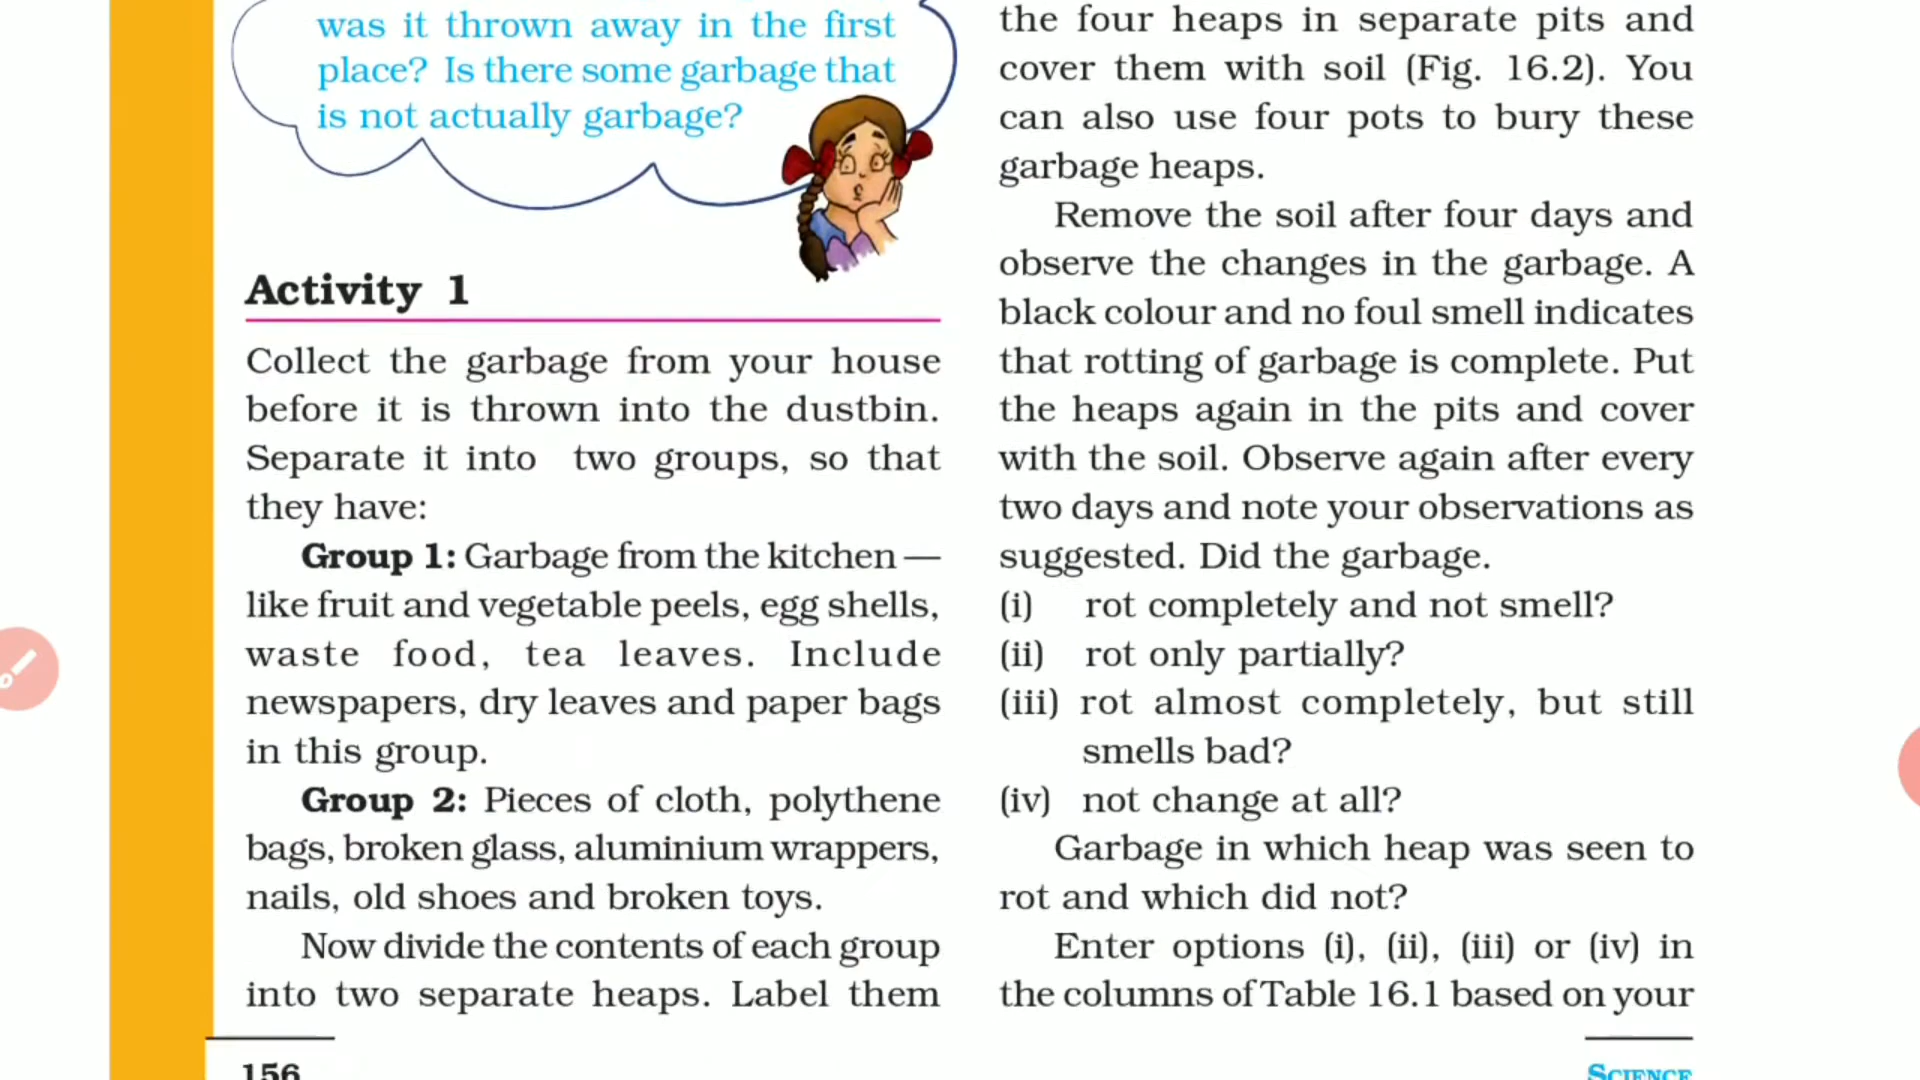 was it thrown away in the first
place? Is there some garbage that
is not actually garbage?
Activity 1
Collect the garbage from your house
before it is thrown into the dustbin.
Separate it into two groups, so that
they have:
Group 1: Garbage from the kitchen —
like fruit and vegetable peels, egg shells,
waste food, tea leaves. Include
newspapers, dry leaves and paper bags
in this group.
Group 2: Pieces of cloth, polythene
bags, broken glass, aluminium wrappers,
nails, old shoes and broken toys.
Now divide the contents of each group
into two separate heaps. Label them
the four heaps in separate pits and
cover them with soil (Fig. 16.2). You
can also use four pots to bury these
garbage heaps.
Remove the soil after four days and
observe the changes in the garbage. A
black colour and no foul smell indicates
that rotting of garbage is complete. Put
the heaps again in the pits and cover
with the soil. Observe again after every
two days and note your observations as
suggested. Did the garbage.
(i) rot completely and not smell?
(ii) rot only partially?
(iii) rot almost completely, but still
smells bad?
(iv) not change at all?
Garbage in which heap was seen to
rot and which did not?
Enter options (i), (ii), (iii) or (iv) in
the columns of Table 16.1 based on your
156
SCIENCE